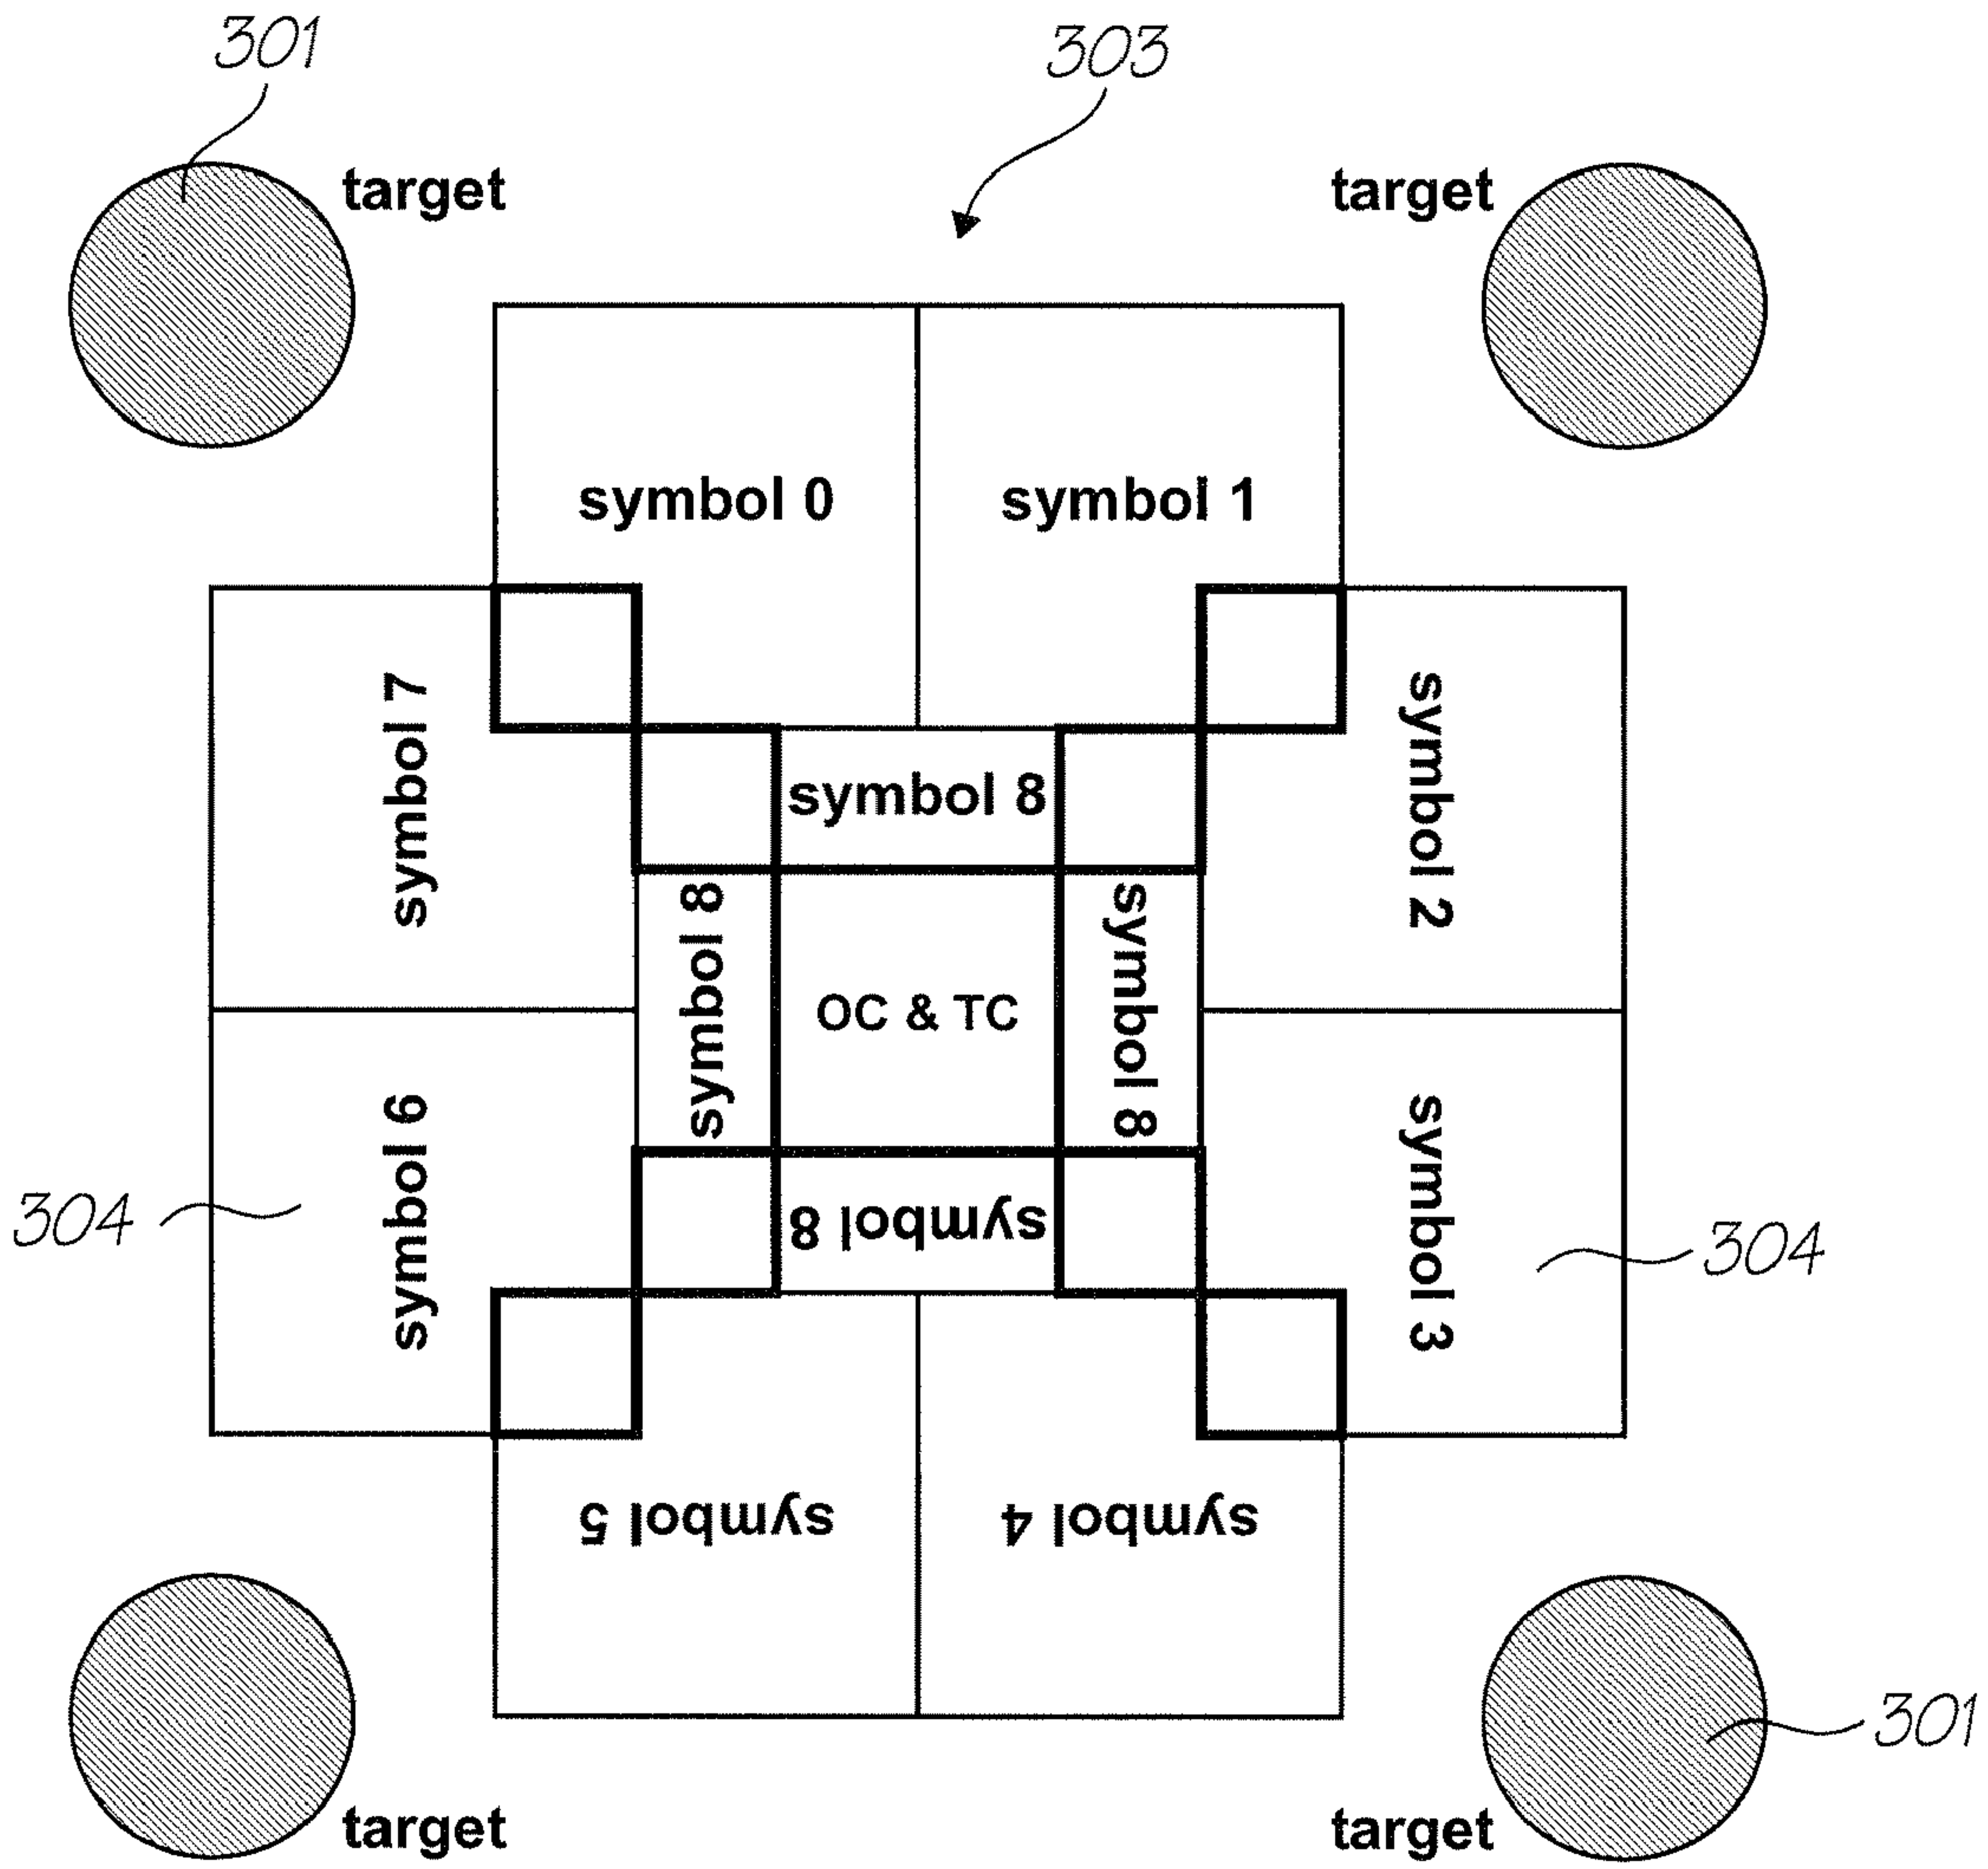 301
303
target
target
symbol 0
symbol 1
symbol 7
symbol 2
symbol 8
symbol 8
symbol 8
OC & TC
symbol 6
symbol 3
symbol 8
304
304
symbol 5
symbol 4
301
target
target